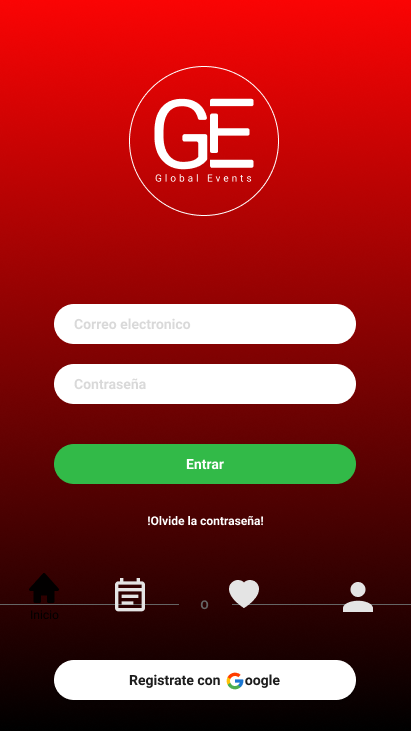 GE
Global Events
Correo electronico
Contraseña
Entrar
!Olvide la contraseña!
O
INICIO
Registrate con Google